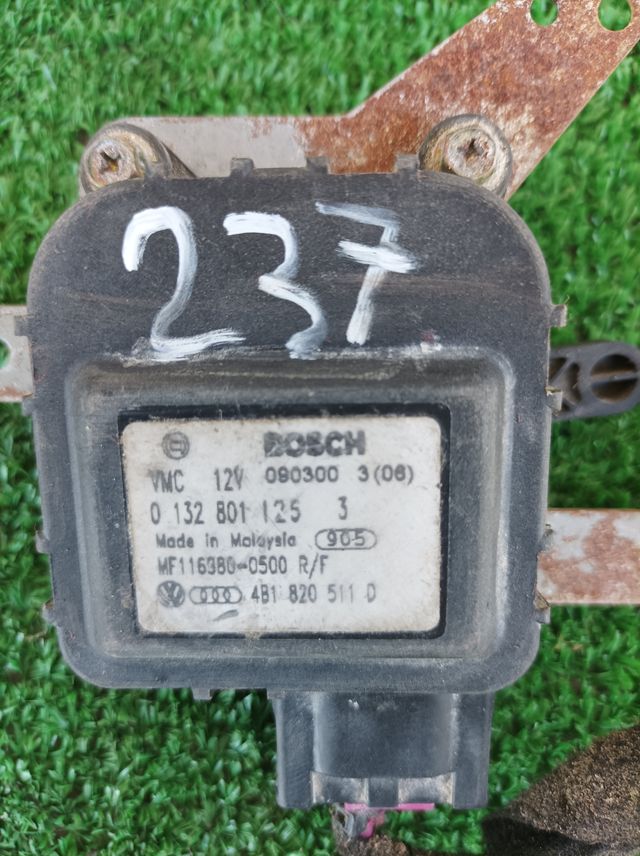 237
BOSCH
VMC 12V 090300 3(06)
0 132 801 125 3
Made in Malaysia 905
MF116380-0500 R/F
4B1 820 511 D